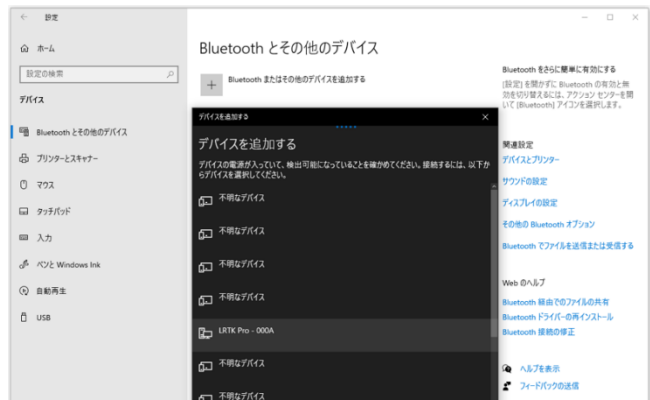 設定
ホーム
設定の検索
デバイス
Bluetooth とその他のデバイス
プリンターとスキャナー
マウス
タッチパッド
入力
ペンと Windows Ink
自動再生
USB
Bluetooth とその他のデバイス
Bluetooth またはその他のデバイスを追加する
デバイスを追加する
デバイスを追加する
デバイスの電源が入っていて、検出可能になっていることを確かめてください。接続するには、以下か
らデバイスを選択してください。
不明なデバイス
不明なデバイス
不明なデバイス
不明なデバイス
LRTK Pro - 000A
不明なデバイス
不明なデバイス
Bluetooth をさらに簡単に有効にする
[設定] を開かずに Bluetooth の有効と無
効を切り替えるには、アクション センターを開
いて [Bluetooth] アイコンを選択します。
関連設定
デバイスとプリンター
サウンドの設定
ディスプレイの設定
その他の Bluetooth オプション
Bluetooth でファイルを送信または受信する
Web のヘルプ
Bluetooth 経由でのファイルの共有
Bluetooth ドライバーの再インストール
Bluetooth 接続の修正
ヘルプを表示
フィードバックの送信